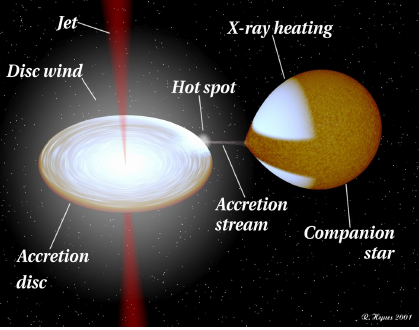 Jet
X-ray heating
Disc wind
Hot spot
Accretion
stream
Companion
star
Accretion
disc
R. Hynes 2001